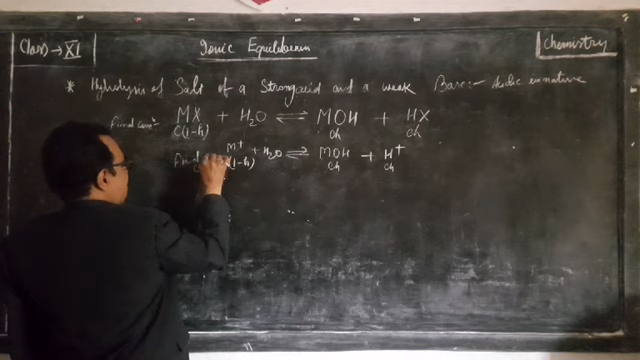 Class → XI
Ionic Equilibrium
Chemistry
* Hydrolysis of Salt of a Strong acid and a weak Base:- Acidic in nature
Final Conc. MX + H₂O ⇌ MOH + HX
C(1-h) Ch Ch
Final M⁺ + H₂O ⇌ MOH + H⁺
C(1-h) Ch Ch